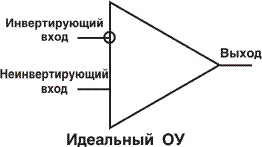 Инвертирующий
вход
Выход
Неинвертирующий
вход
Идеальный ОУ